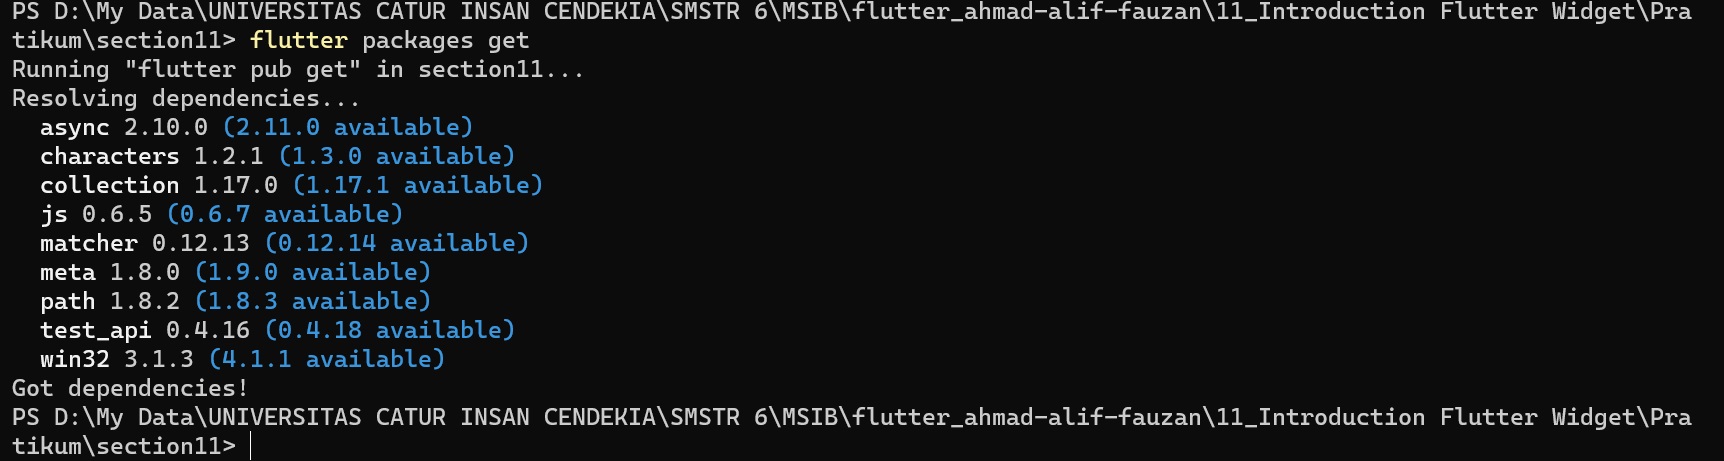 PS D:\My Data\UNIVERSITAS CATUR INSAN CENDEKIA\SMSTR 6\MSIB\flutter_ahmad-alif-fauzan\11_Introduction Flutter Widget\Pra
tikum\section11> flutter packages get
Running "flutter pub get" in section11...
Resolving dependencies...
  async 2.10.0 (2.11.0 available)
  characters 1.2.1 (1.3.0 available)
  collection 1.17.0 (1.17.1 available)
  js 0.6.5 (0.6.7 available)
  matcher 0.12.13 (0.12.14 available)
  meta 1.8.0 (1.9.0 available)
  path 1.8.2 (1.8.3 available)
  test_api 0.4.16 (0.4.18 available)
  win32 3.1.3 (4.1.1 available)
Got dependencies!
PS D:\My Data\UNIVERSITAS CATUR INSAN CENDEKIA\SMSTR 6\MSIB\flutter_ahmad-alif-fauzan\11_Introduction Flutter Widget\Pra
tikum\section11>